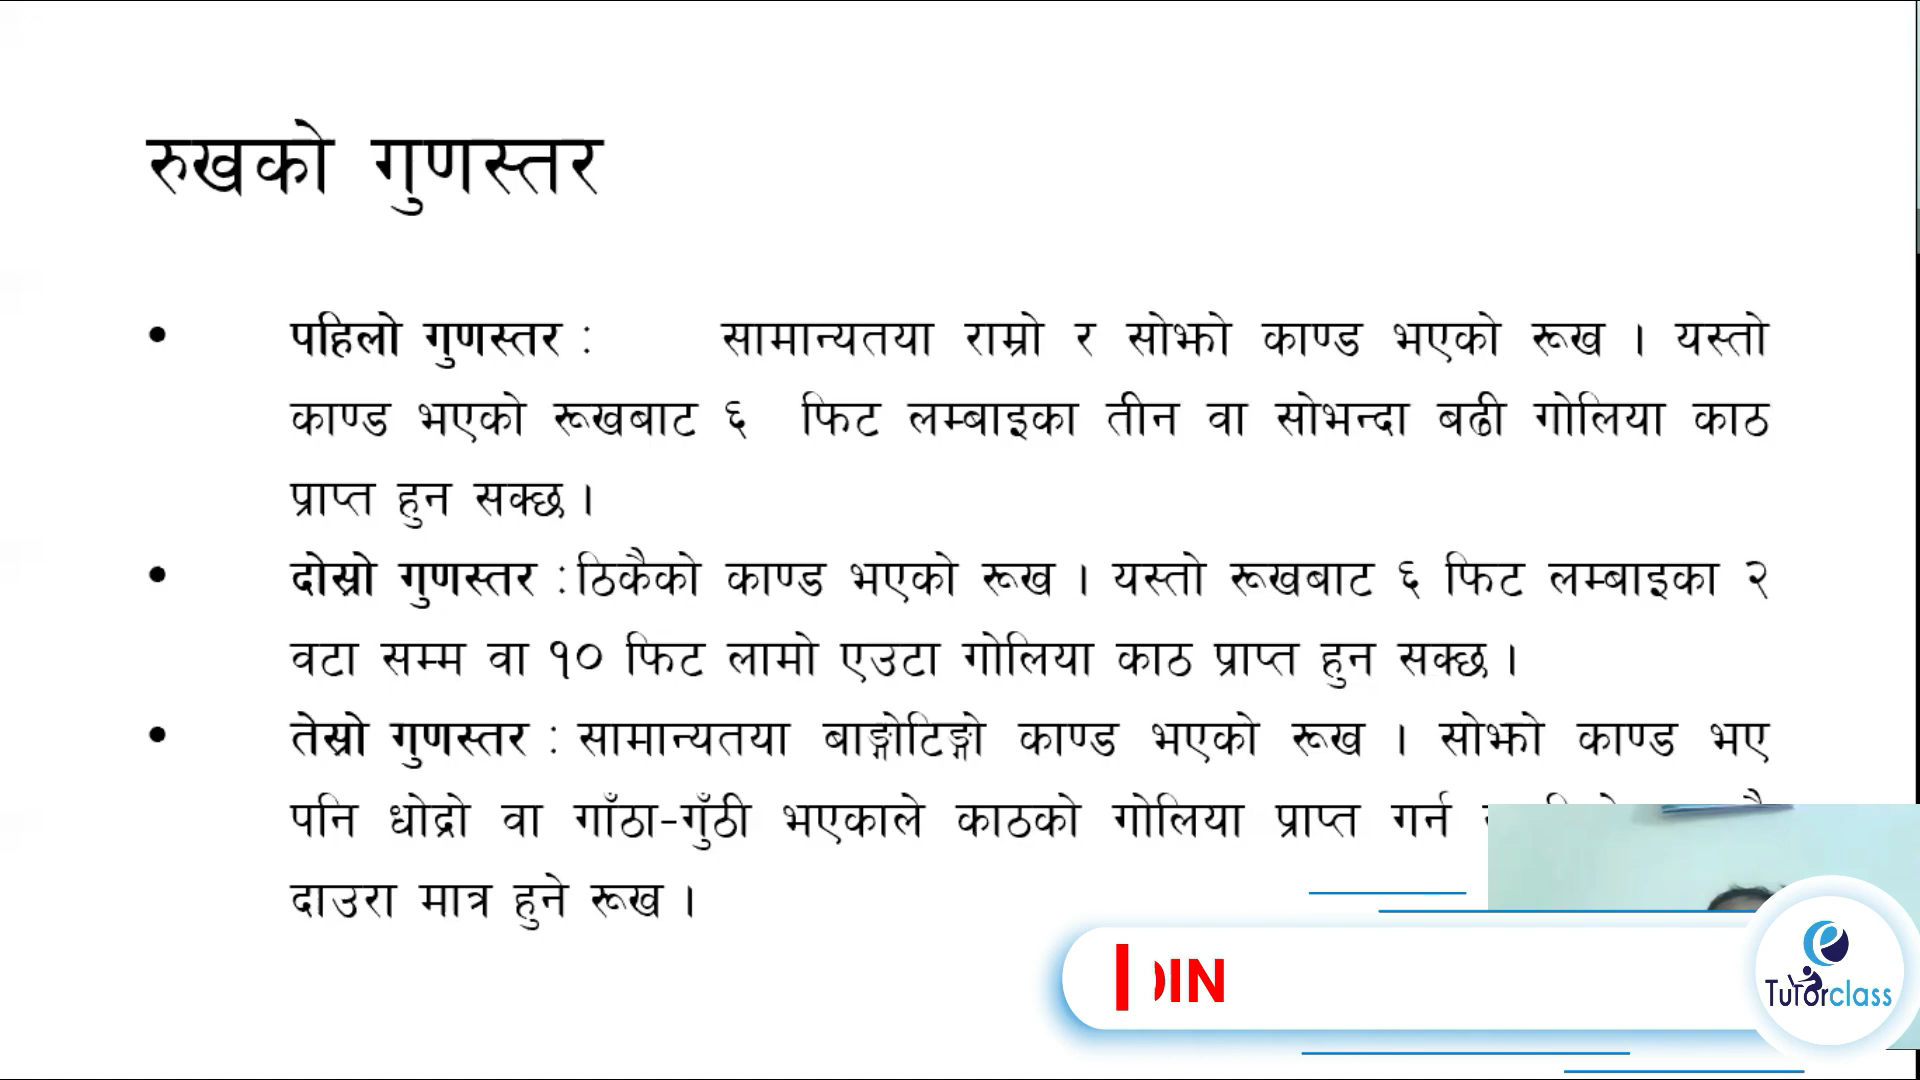 रुखको गुणस्तर
• पहिलो गुणस्तर : सामान्यतया राम्रो र सोझो काण्ड भएको रूख । यस्तो
काण्ड भएको रूखबाट ६ फिट लम्बाइका तीन वा सोभन्दा बढी गोलिया काठ
प्राप्त हुन सक्छ ।
• दोस्रो गुणस्तर : ठिकैको काण्ड भएको रूख । यस्तो रूखबाट ६ फिट लम्बाइका २
वटा सम्म वा १० फिट लामो एउटा गोलिया काठ प्राप्त हुन सक्छ ।
• तेस्रो गुणस्तर : सामान्यतया बाङ्गोटिङ्गो काण्ड भएको रूख । सोझो काण्ड भए
पनि धोद्रो वा गाँठा-गुँठी भएकाले काठको गोलिया प्राप्त गर्न
दाउरा मात्र हुने रूख ।
IN
Tutorclass